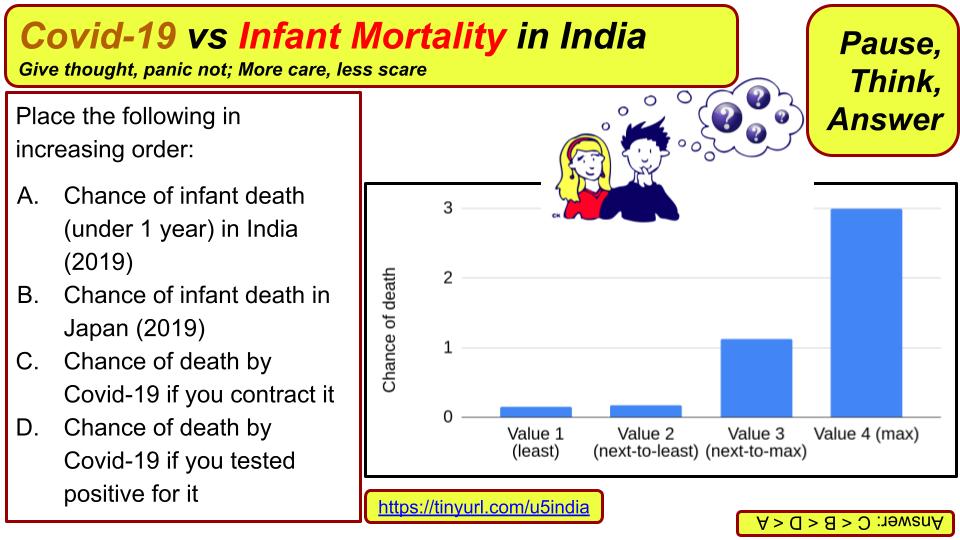 Covid-19 vs Infant Mortality in India
Give thought, panic not; More care, less scare
Pause,
Think,
Answer
Place the following in
increasing order:
A. Chance of infant death
(under 1 year) in India
(2019)
B. Chance of infant death in
Japan (2019)
C. Chance of death by
Covid-19 if you contract it
D. Chance of death by
Covid-19 if you tested
positive for it
? ? ? ?
CK
Chance of death
3
2
1
0
Value 1
(least)
Value 2
(next-to-least)
Value 3
(next-to-max)
Value 4 (max)
https://tinyurl.com/u5india
Answer: C < B < D < A